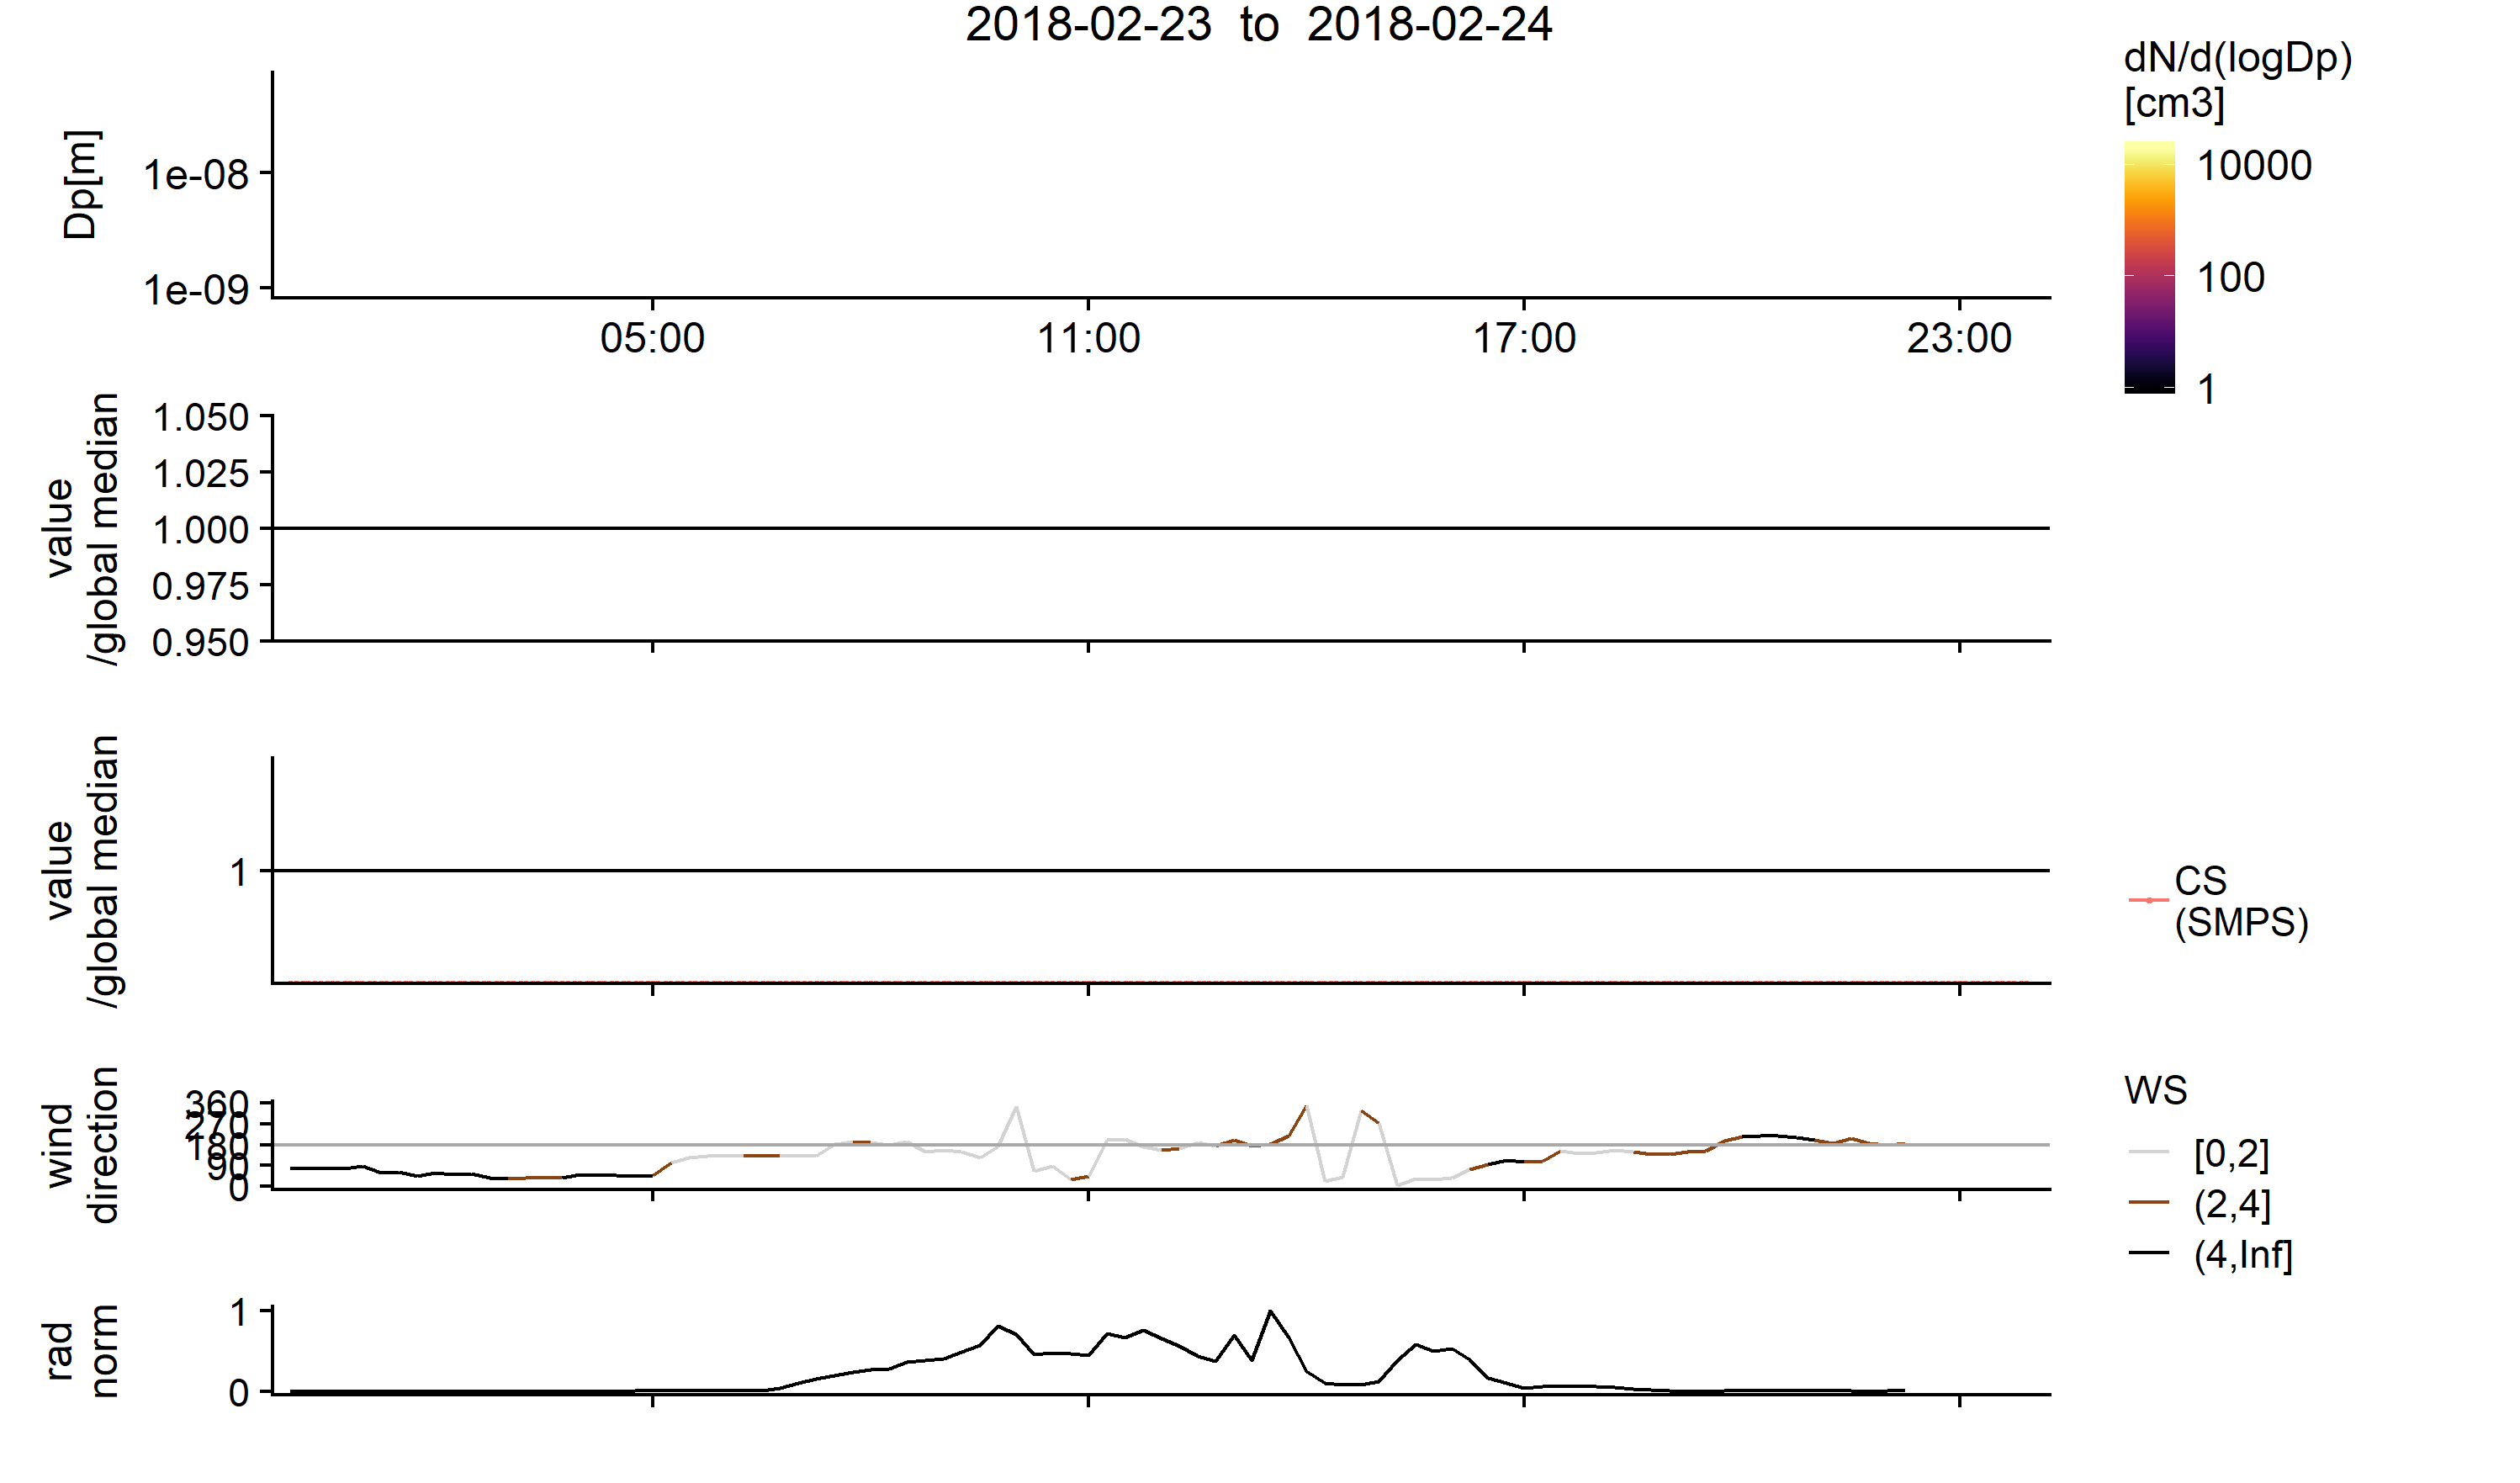 2018-02-23 to 2018-02-24
Dp[m]
1e-08
1e-09
05:00
11:00
17:00
23:00
dN/d(logDp)
[cm3]
10000
100
1
value
/global median
1.050
1.025
1.000
0.975
0.950
value
/global median
1
CS
(SMPS)
wind
direction
360
270
180
90
0
WS
[0,2]
(2,4]
(4,Inf]
rad
norm
1
0